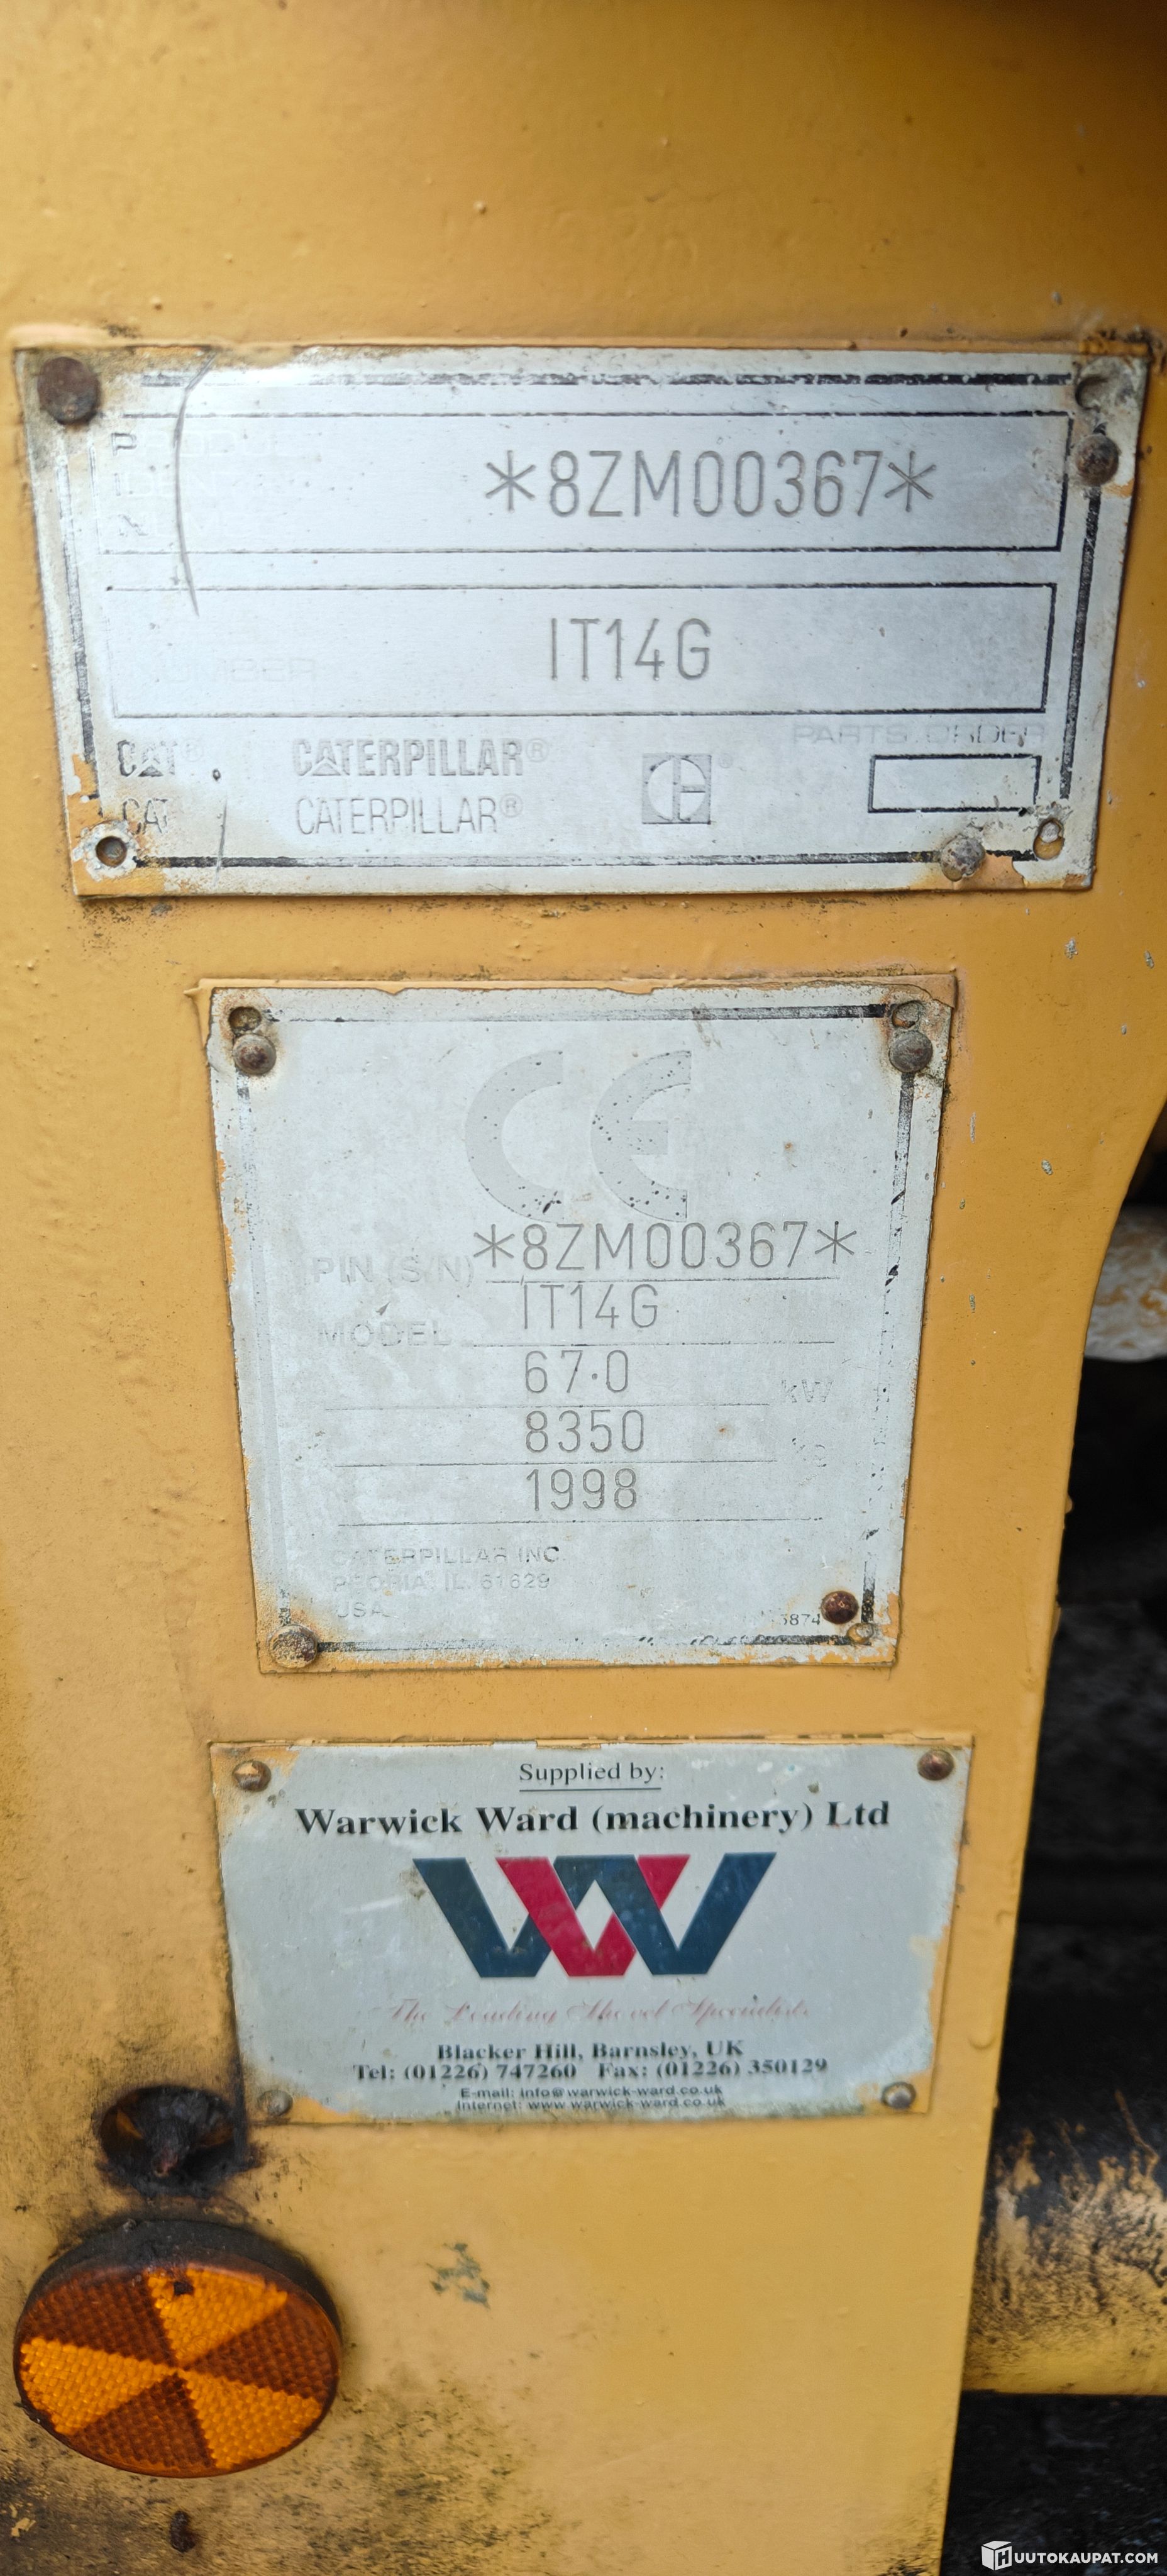 *8ZM00367*
NUMBER
IT14G
PARTS ORDER
CAT® CATERPILLAR®
CAT CATERPILLAR®
CE
PIN (S/N) *8ZM00367*
MODEL IT14G
67.0 kW
8350 kg
1998
CATERPILLAR INC.
PEORIA, IL 61629
USA
Supplied by:
Warwick Ward (machinery) Ltd
The Leading Shovel Specialists
Blacker Hill, Barnsley, UK
Tel: (01226) 747260 Fax: (01226) 350129
E-mail: info@warwick-ward.co.uk
Internet: www.warwick-ward.co.uk
HUUTOKAUPAT.COM